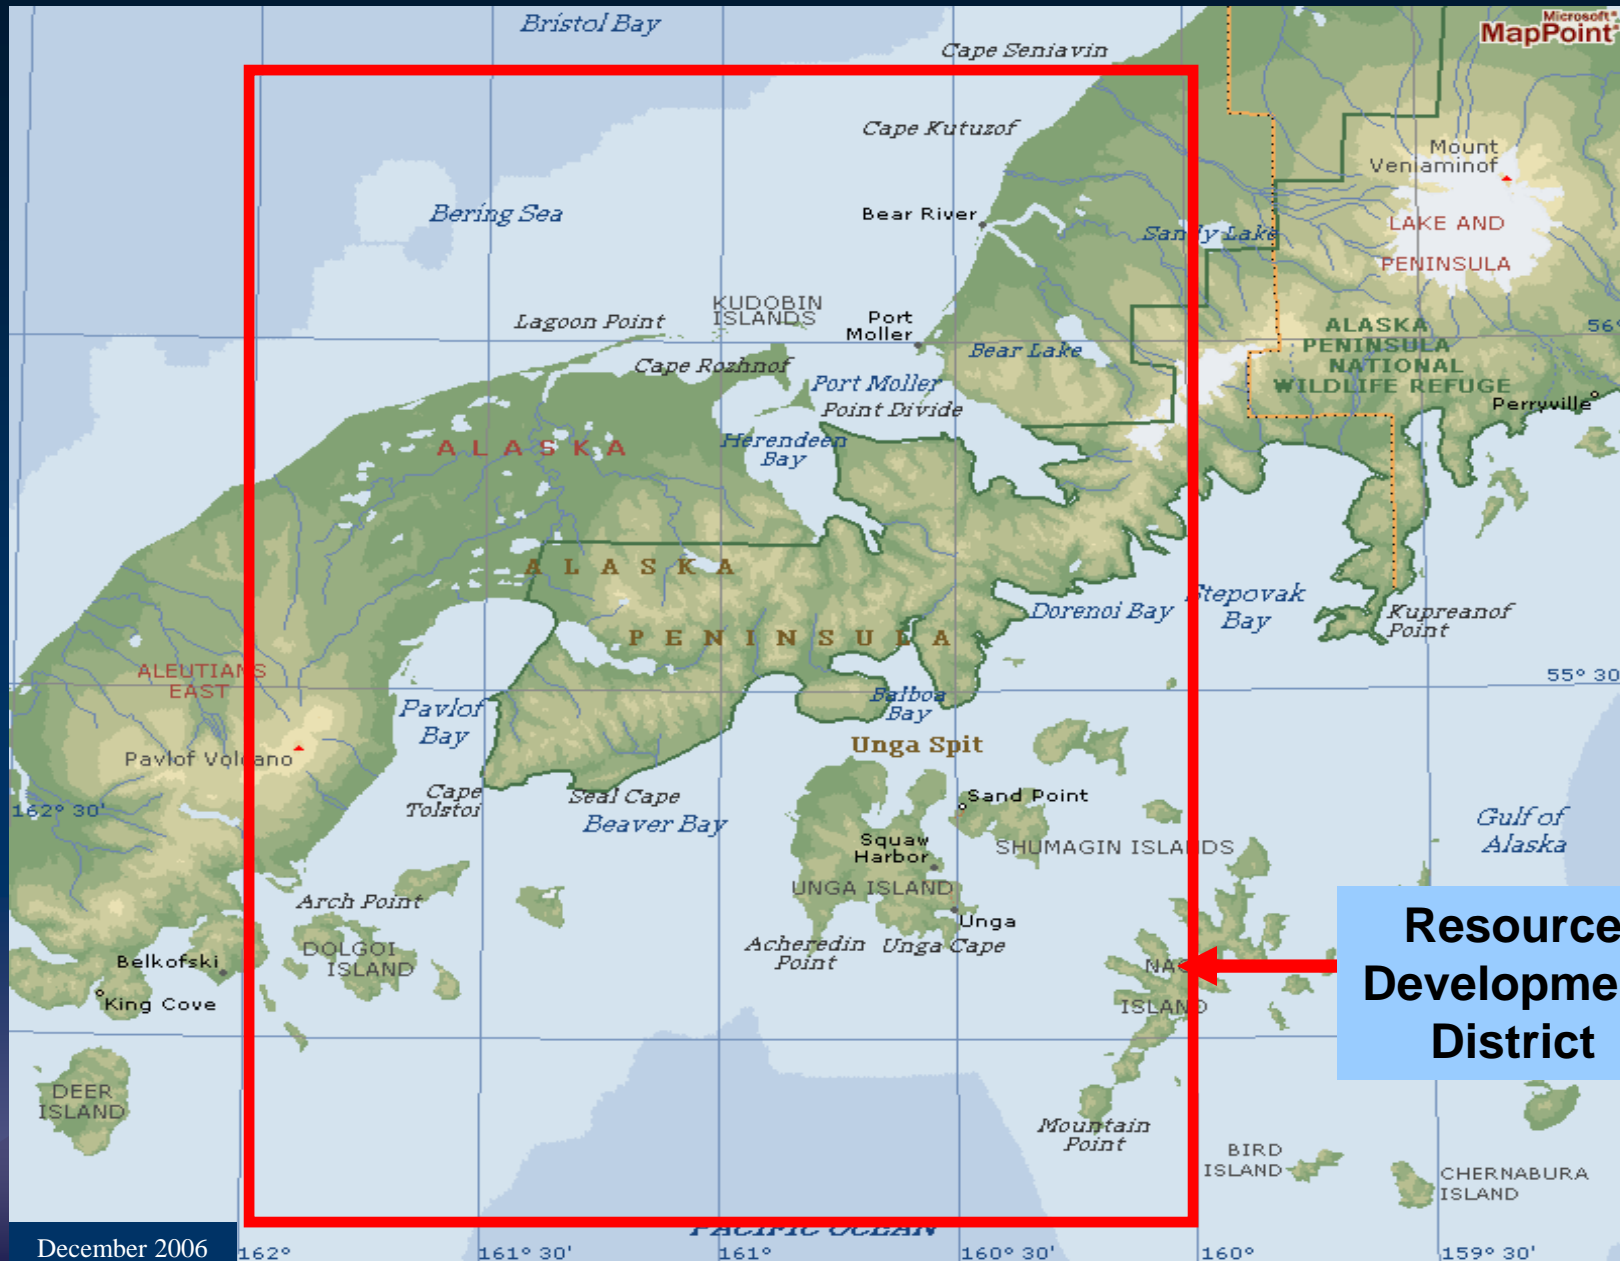 Bristol Bay
Microsoft®
MapPoint®
Cape Seniavin
Cape Kutuzof
Mount
Veniaminof
Bering Sea
Bear River
Sandy Lake
LAKE AND
PENINSULA
KUDOBIN
ISLANDS
Lagoon Point
Port
Moller
ALASKA
PENINSULA
NATIONAL
WILDLIFE REFUGE
56°
Cape Rozhnof
Bear Lake
Port Moller
Point Divide
Perryville
ALASKA
Herendeen
Bay
ALASKA
PENINSULA
Dorenoi Bay
Stepovak
Bay
Kupreanof
Point
ALEUTIANS
EAST
55° 30
Pavlof
Bay
Balboa
Bay
Unga Spit
Pavlof Volcano
Cape
Tolstoi
Seal Cape
Beaver Bay
Sand Point
162° 30'
Gulf of
Alaska
Squaw
Harbor
SHUMAGIN ISLANDS
UNGA ISLAND
Arch Point
Unga
Acheredin
Point
Unga Cape
DOLGOI
ISLAND
Belkofski
King Cove
ISLAND
Resource
Developme
District
DEER
ISLAND
Mountain
Point
BIRD
ISLAND
CHERNABURA
ISLAND
PACIFIC OCEAN
December 2006
162°
161° 30'
161°
160° 30'
160°
159° 30'